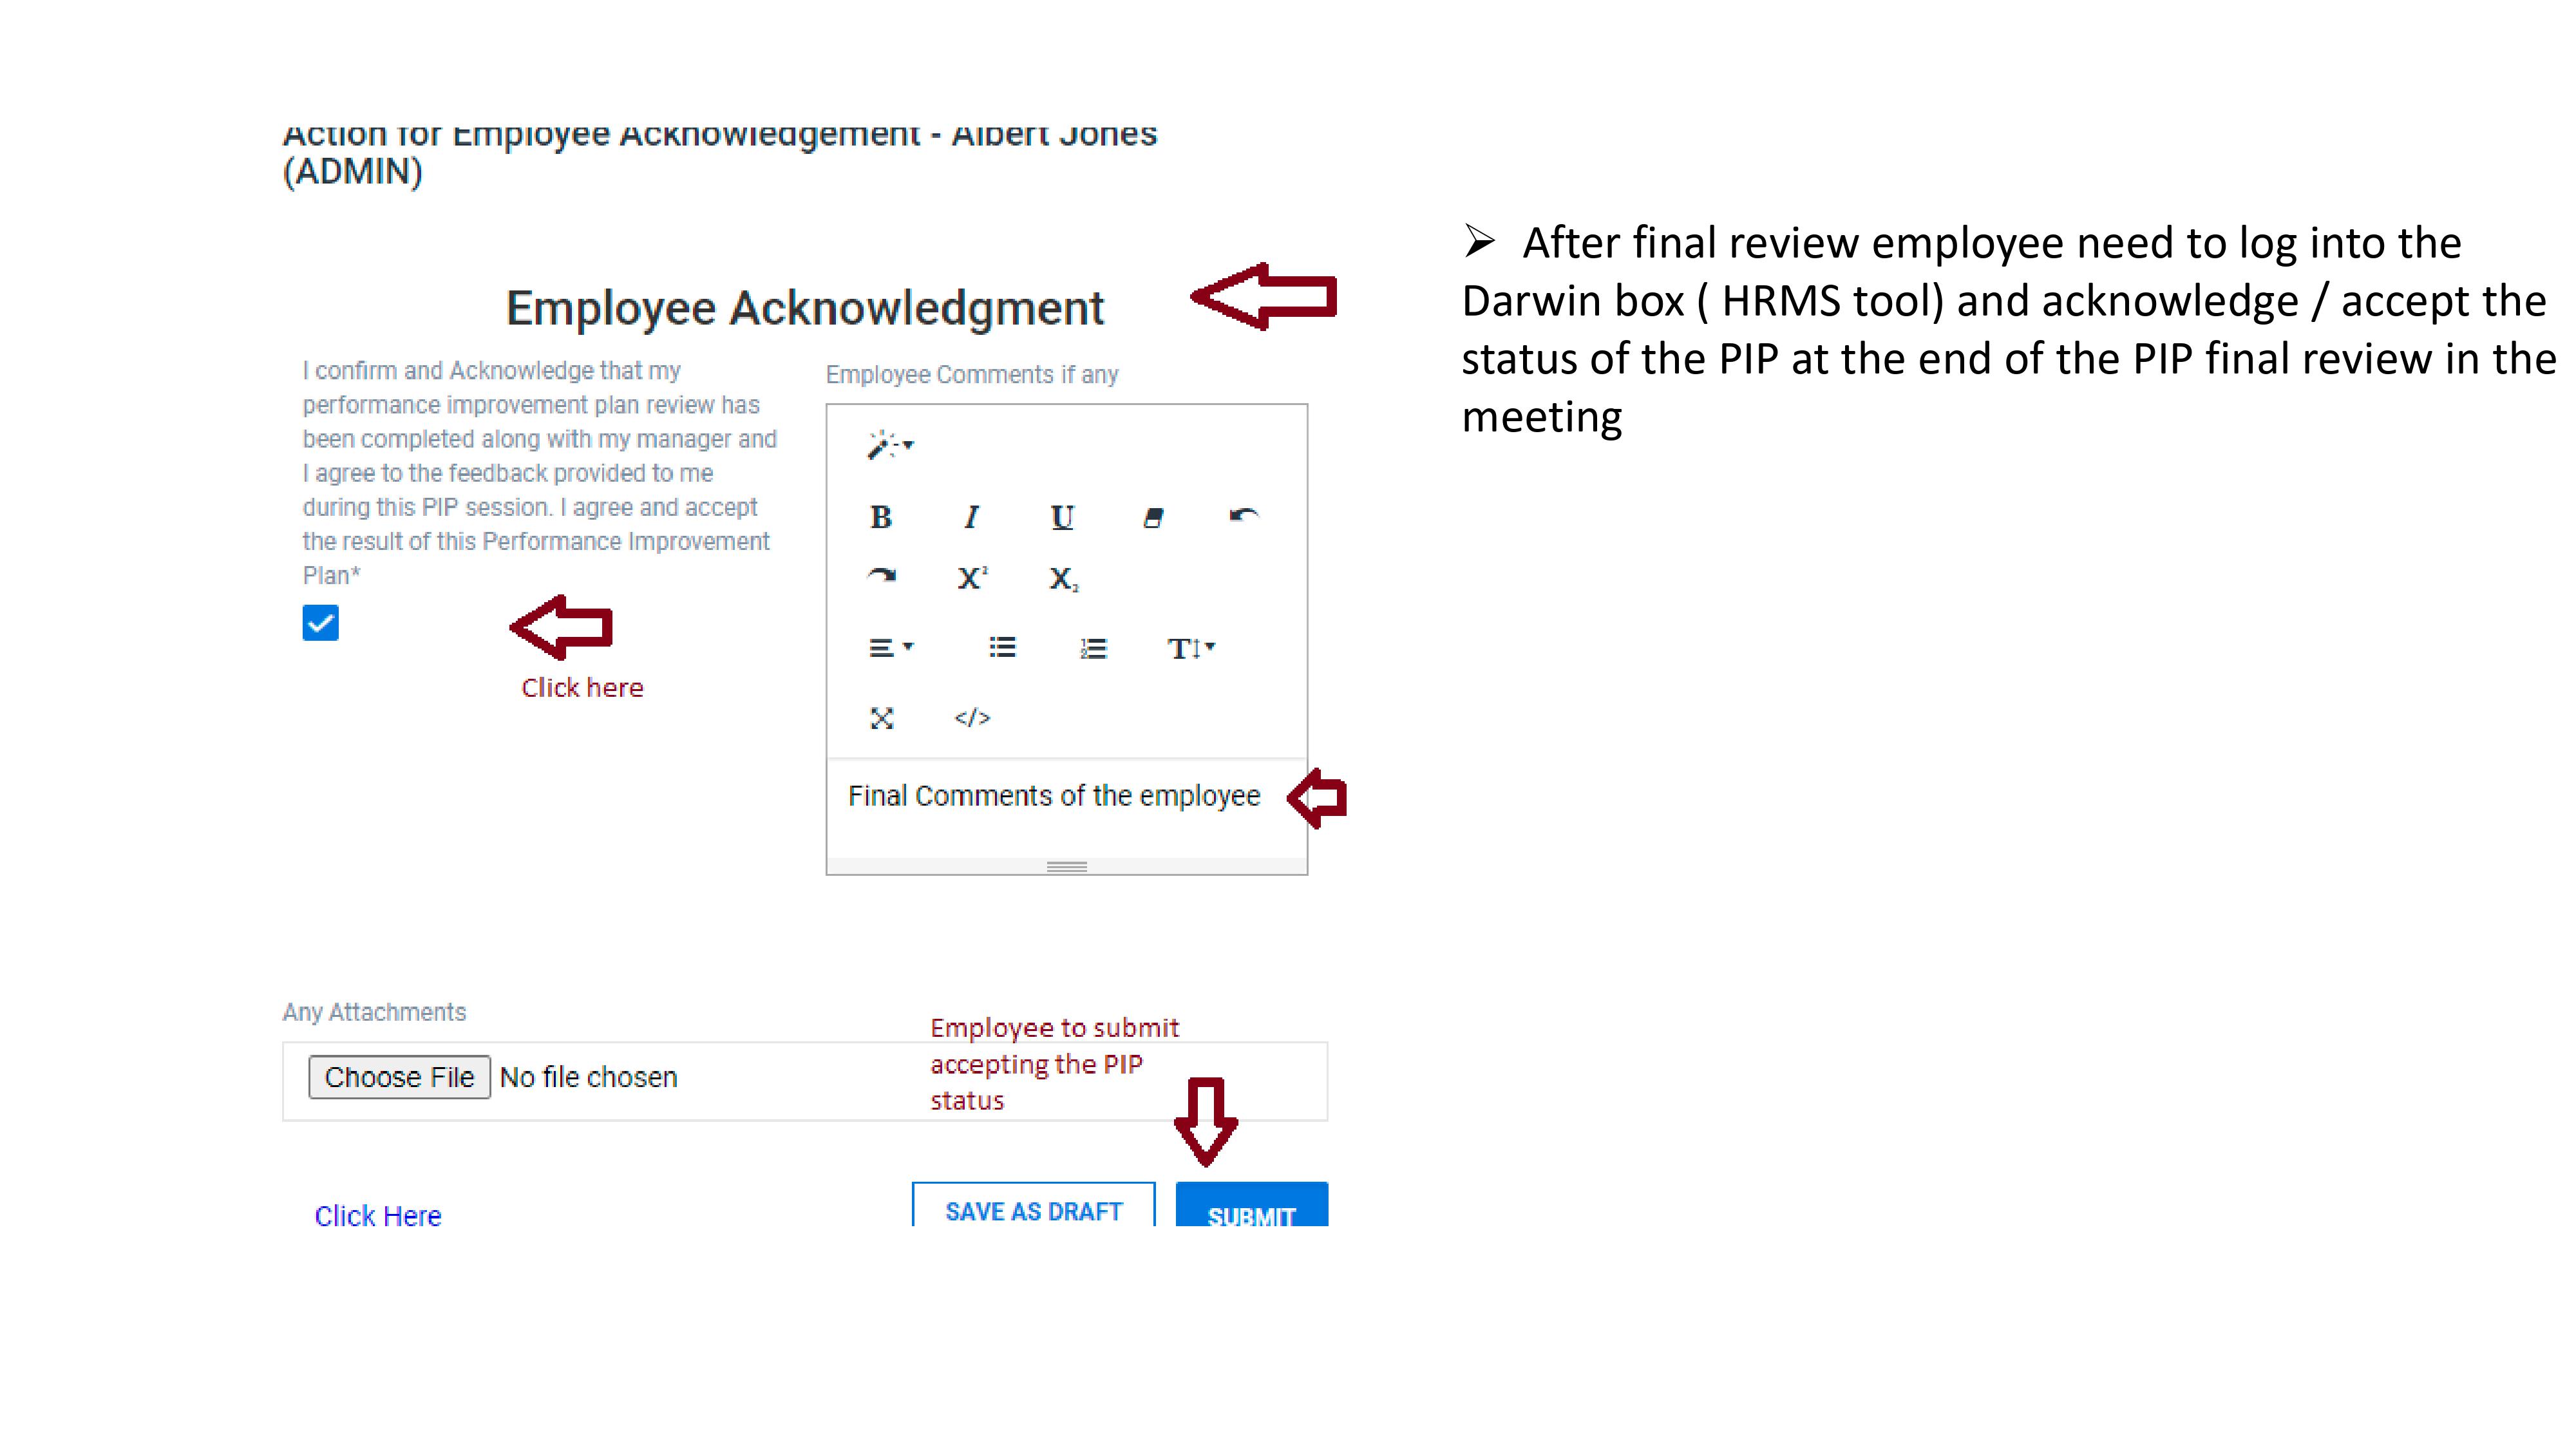 Action for Employee Acknowledgement - Albert Jones
(ADMIN)
Employee Acknowledgment
I confirm and Acknowledge that my
performance improvement plan review has
been completed along with my manager and
I agree to the feedback provided to me
during this PIP session. I agree and accept
the result of this Performance Improvement
Plan*
Click here
Employee Comments if any
B I U
X² X₂
T
</>
Final Comments of the employee
Any Attachments
Choose File No file chosen
Employee to submit
accepting the PIP
status
Click Here
SAVE AS DRAFT
SUBMIT
➢ After final review employee need to log into the
Darwin box ( HRMS tool) and acknowledge / accept the
status of the PIP at the end of the PIP final review in the
meeting